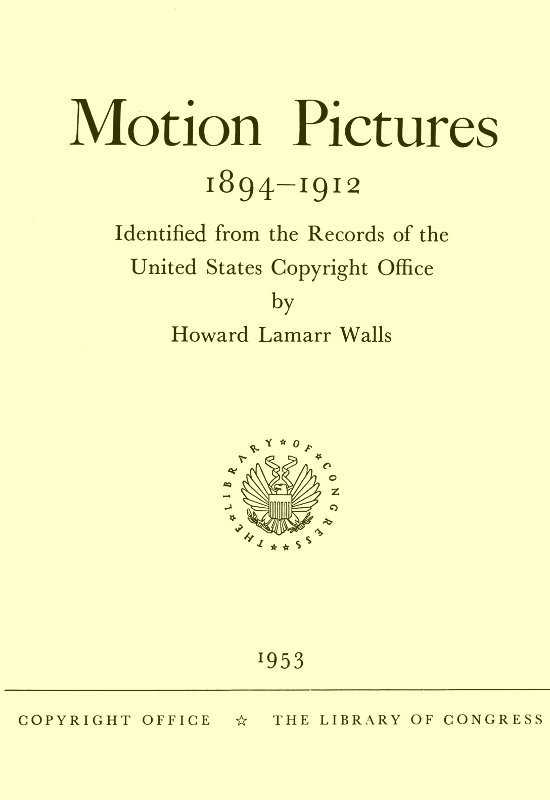 Motion Pictures
1894–1912
Identified from the Records of the
United States Copyright Office
by
Howard Lamarr Walls
THE LIBRARY ☆ OF ☆ CONGRESS ☆ ☆
1953
COPYRIGHT OFFICE ☆ THE LIBRARY OF CONGRESS